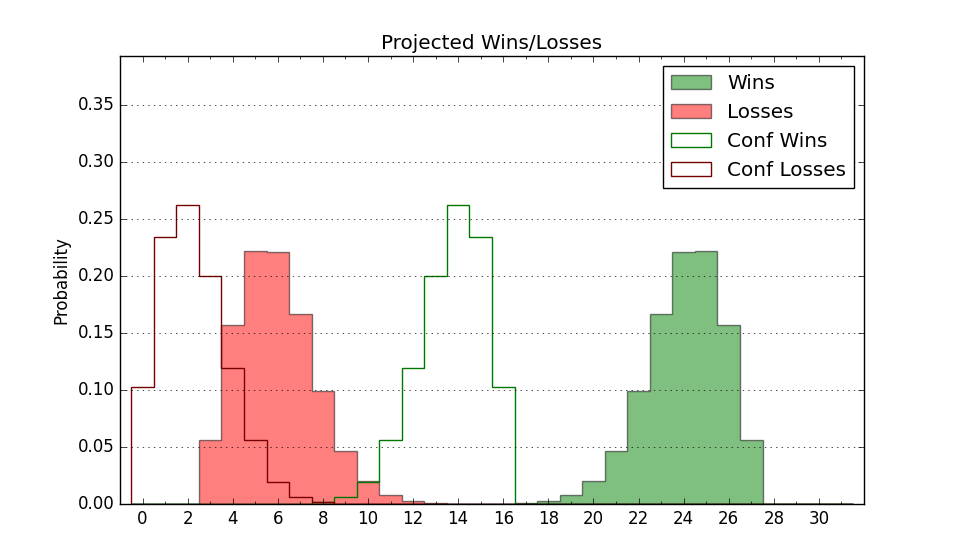 Projected Wins/Losses
Wins
Losses
Conf Wins
Conf Losses
Probability
0.35
0.30
0.25
0.20
0.15
0.10
0.05
0.00
0 2 4 6 8 10 12 14 16 18 20 22 24 26 28 30